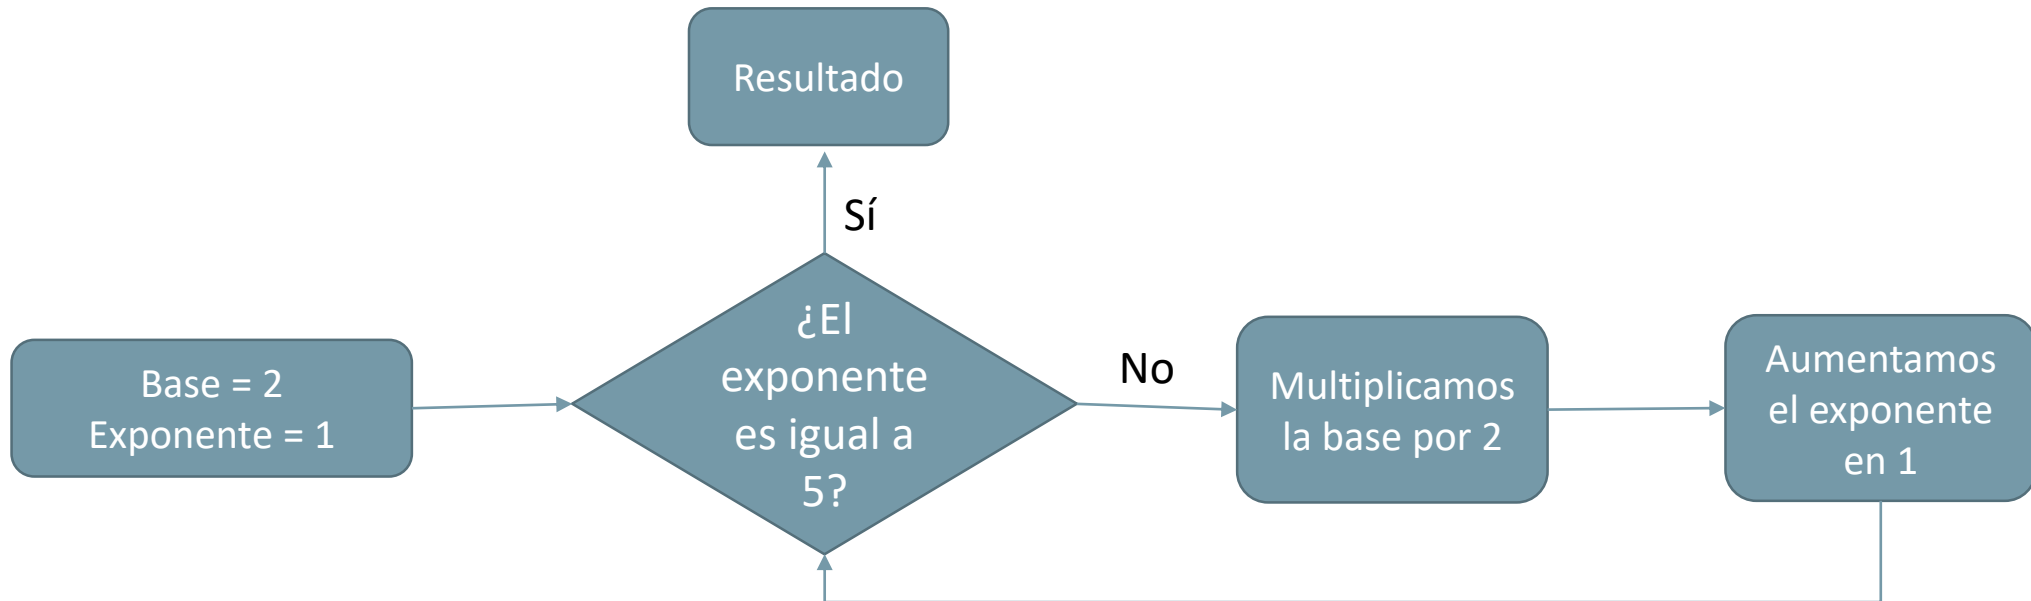 Resultado
Sí
Base = 2
Exponente = 1
¿El
exponente
es igual a
5?
No
Multiplicamos
la base por 2
Aumentamos
el exponente
en 1